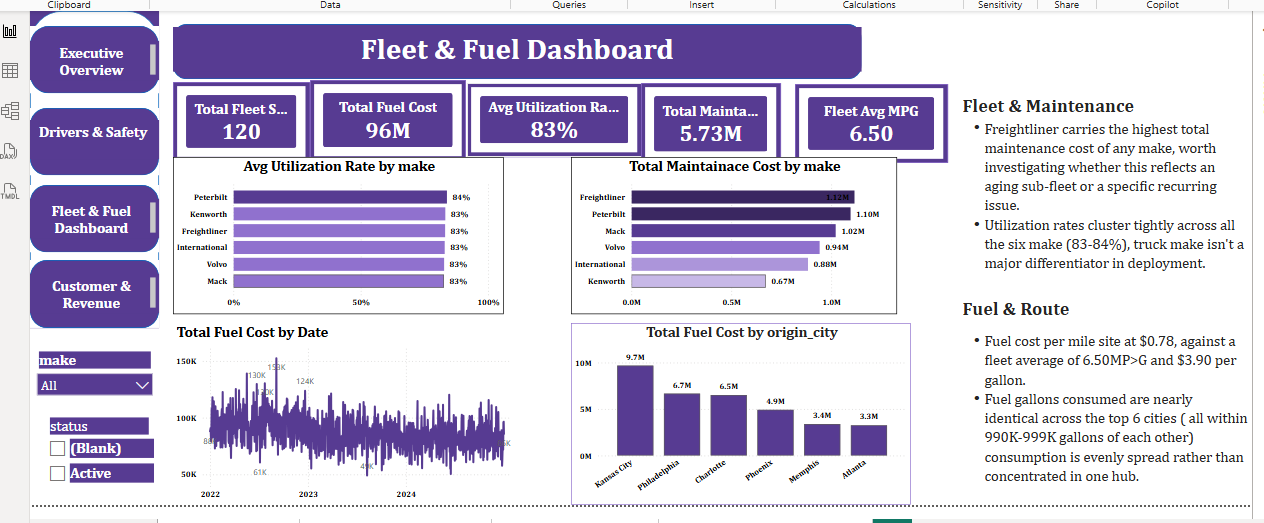 Clipboard
Data
Queries
Insert
Calculations
Sensitivity
Share
Copilot
Executive
Overview
Drivers & Safety
Fleet & Fuel
Dashboard
Customer &
Revenue
make
All
status
(Blank)
Active
DAX
TMDL
Fleet & Fuel Dashboard
Total Fleet S...
120
Total Fuel Cost
96M
Avg Utilization Ra...
83%
Total Mainta...
5.73M
Fleet Avg MPG
6.50
Avg Utilization Rate by make
Peterbilt 84%
Kenworth 83%
Freightliner 83%
International 83%
Volvo 83%
Mack 83%
0% 50% 100%
Total Maintainace Cost by make
Freightliner 1.12M
Peterbilt 1.10M
Mack 1.02M
Volvo 0.94M
International 0.88M
Kenworth 0.67M
0.0M 0.5M 1.0M
Total Fuel Cost by Date
150K
100K
50K
130K
124K
61K
2022 2023 2024
Total Fuel Cost by origin_city
10M
5M
0M
9.7M
6.7M
6.5M
4.9M
3.4M
3.3M
Kansas City
Philadelphia
Charlotte
Phoenix
Memphis
Atlanta
Fleet & Maintenance
• Freightliner carries the highest total
maintenance cost of any make, worth
investigating whether this reflects an
aging sub-fleet or a specific recurring
issue.
• Utilization rates cluster tightly across all
the six make (83-84%), truck make isn't a
major differentiator in deployment.
Fuel & Route
• Fuel cost per mile site at $0.78, against a
fleet average of 6.50MP>G and $3.90 per
gallon.
• Fuel gallons consumed are nearly
identical across the top 6 cities ( all within
990K-999K gallons of each other)
consumption is evenly spread rather than
concentrated in one hub.